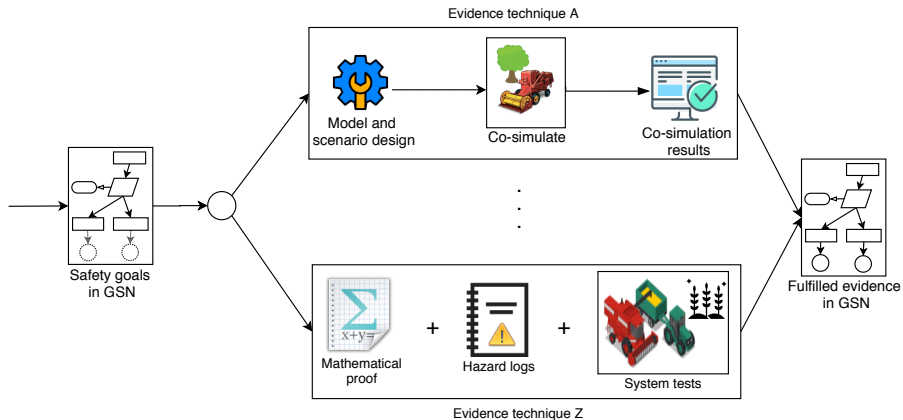 Evidence technique A
Model and
scenario design
Co-simulate
Co-simulation
results
Safety goals
in GSN
Fulfilled evidence
in GSN
Σ
x+y=
Mathematical
proof
+
Hazard logs
+
System tests
Evidence technique Z